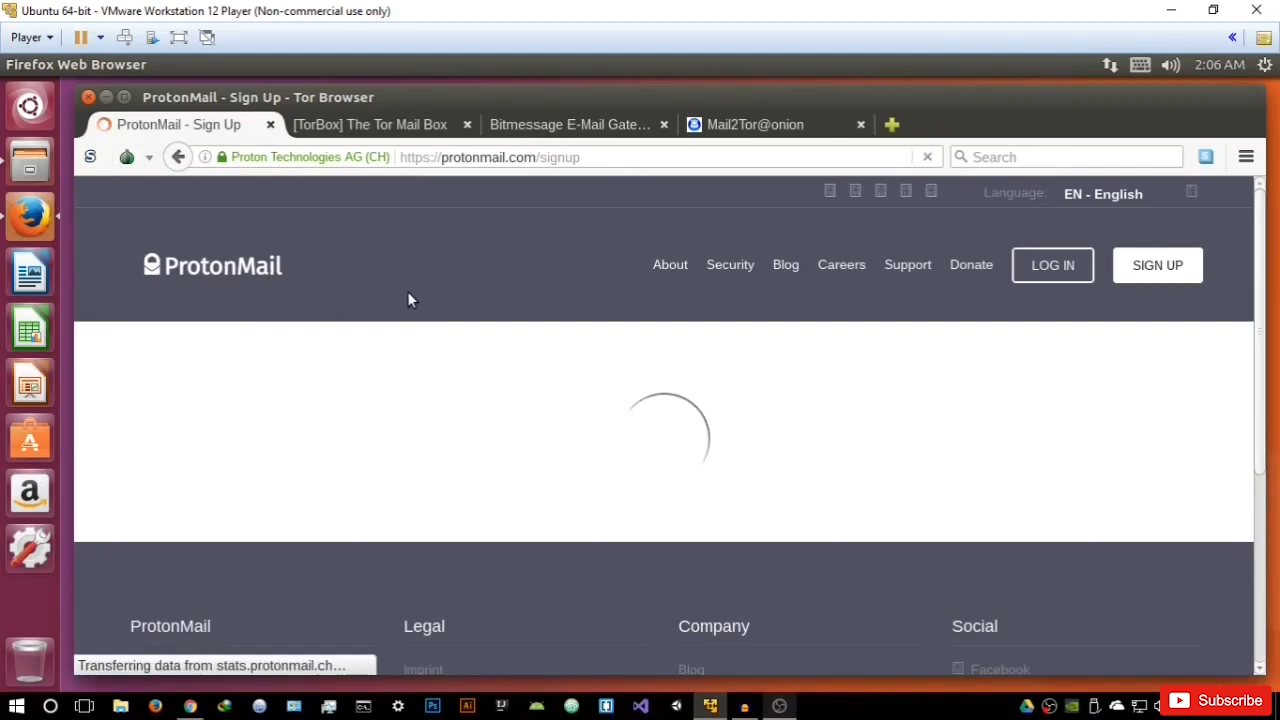 Ubuntu 64-bit - VMware Workstation 12 Player (Non-commercial use only)
Player
Firefox Web Browser
2:06 AM
ProtonMail - Sign Up - Tor Browser
ProtonMail - Sign Up
[TorBox] The Tor Mail Box
Bitmessage E-Mail Gate...
Mail2Tor@onion
Proton Technologies AG (CH)
https://protonmail.com/signup
Search
Language:
EN - English
ProtonMail
About
Security
Blog
Careers
Support
Donate
LOG IN
SIGN UP
ProtonMail
Legal
Company
Social
Transferring data from stats.protonmail.ch...
Imprint
Blog
Facebook
Subscribe